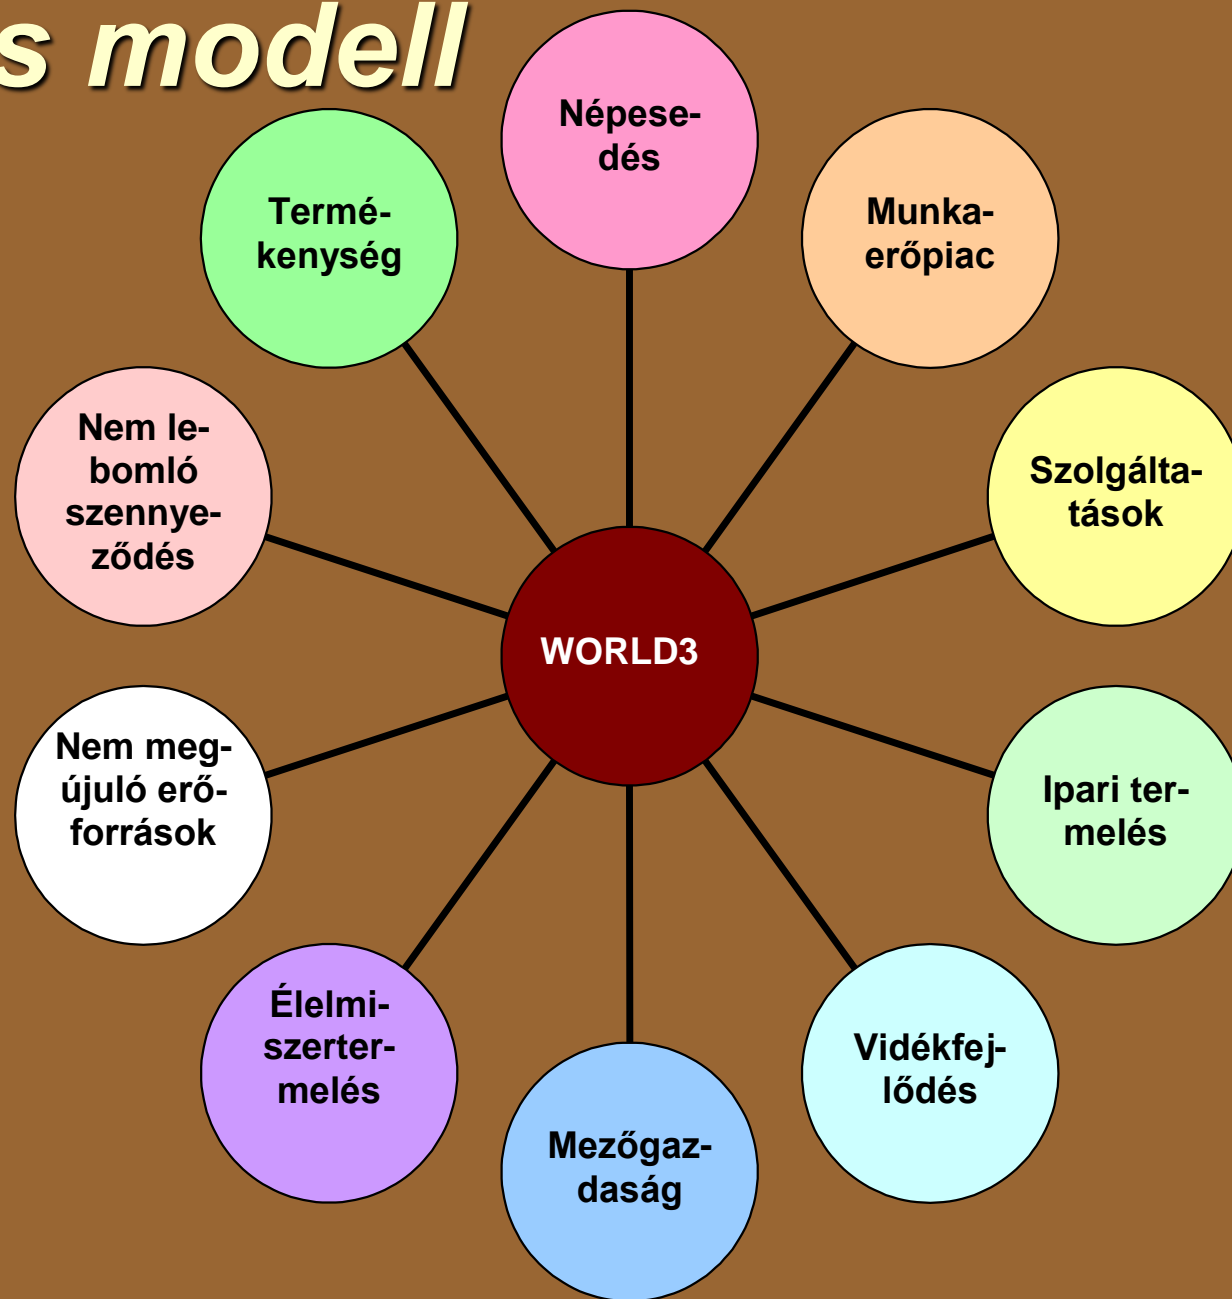 s modell
Népese-
dés
Termé-
kenység
Munka-
erőpiac
Nem le-
bomló
szennye-
ződés
Szolgálta-
tások
WORLD3
Nem meg-
újuló erő-
források
Ipari ter-
melés
Élelmi-
szerter-
melés
Vidékfej-
lődés
Mezőgaz-
daság